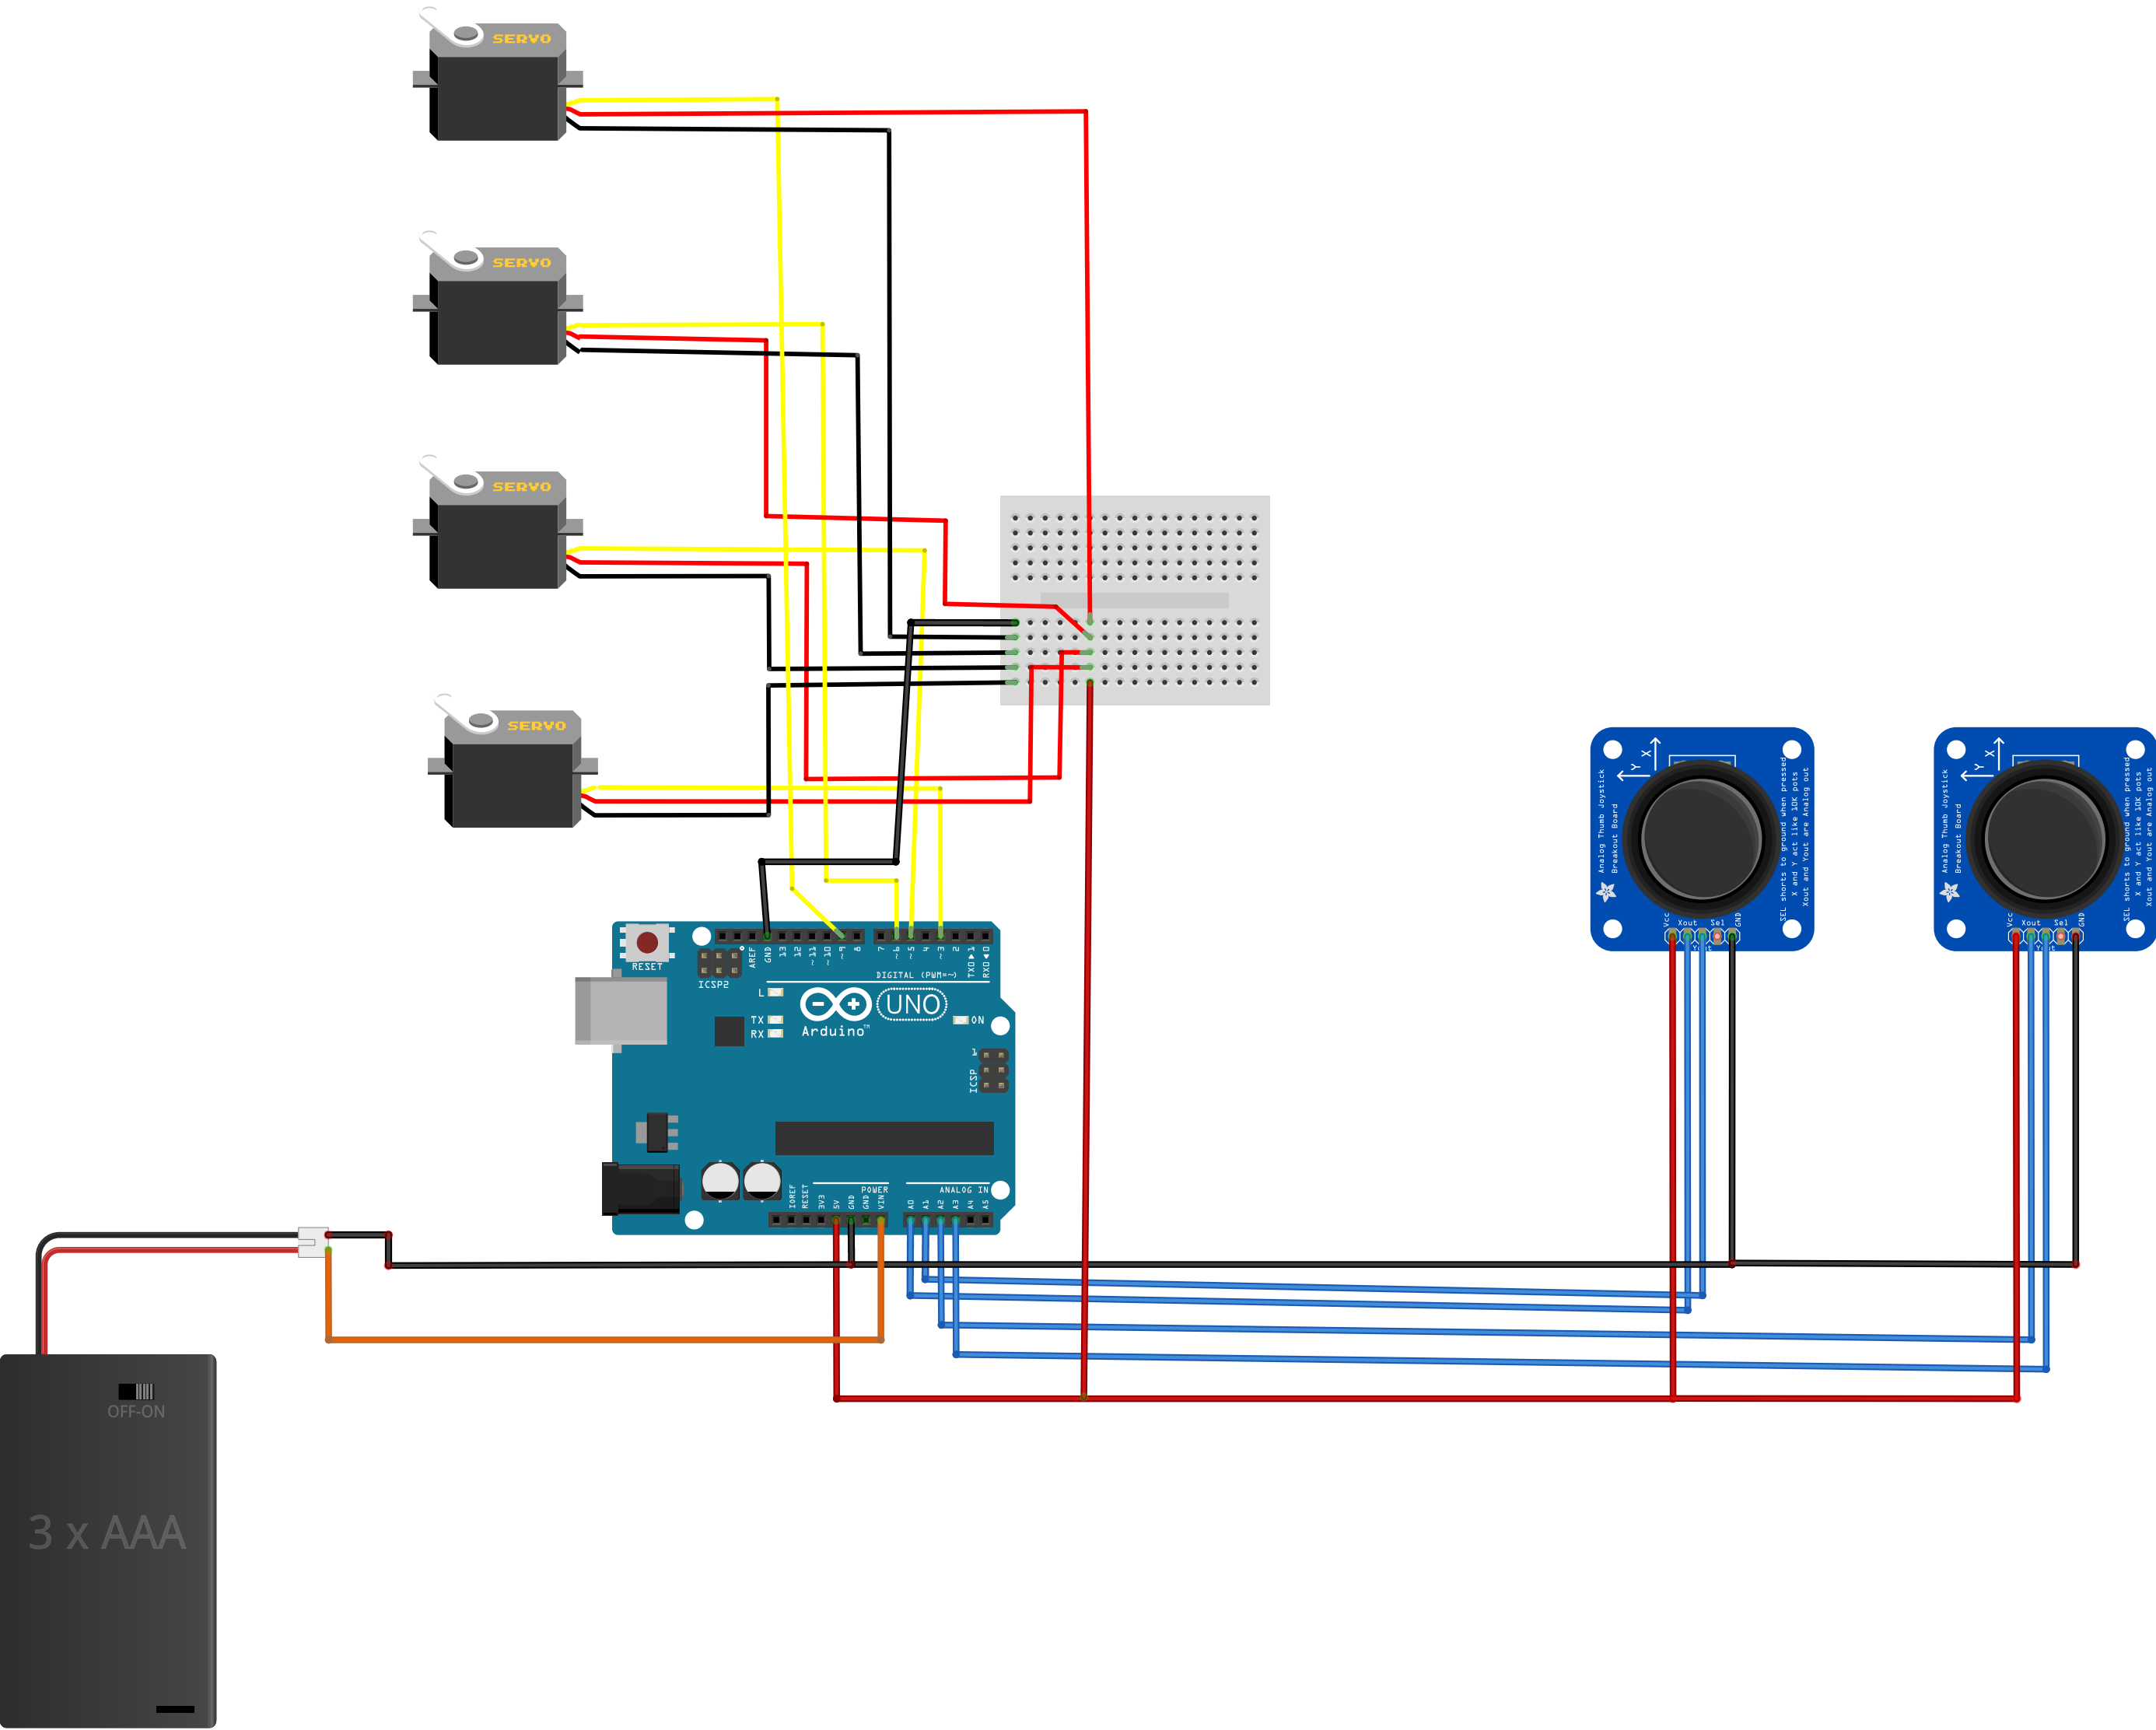 SERVO
SERVO
SERVO
SERVO
RESET
ICSP2
AREF
GND
13
12
~11
~10
~9
8
7
~6
~5
4
~3
2
TX0▶1
RX0◀0
DIGITAL (PWM=~)
L
TX
RX
UNO
Arduino™
ON
1
ICSP
IOREF
RESET
3V3
5V
GND
GND
VIN
POWER
ANALOG IN
A0
A1
A2
A3
A4
A5
X
Y
Analog Thumb Joystick
Breakout Board
SEL shorts to ground when pressed
X and Y act like 10K pots
Xout and Yout are Analog out
Vcc
Xout
Sel
GND
X
Y
Analog Thumb Joystick
Breakout Board
SEL shorts to ground when pressed
X and Y act like 10K pots
Xout and Yout are Analog out
Vcc
Xout
Sel
GND
OFF-ON
3 x AAA